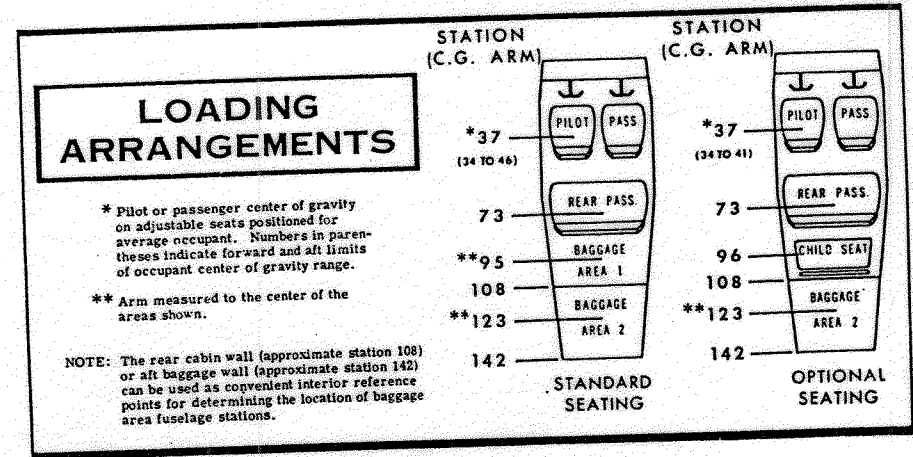 LOADING
ARRANGEMENTS
* Pilot or passenger center of gravity
on adjustable seats positioned for
average occupant. Numbers in paren-
theses indicate forward and aft limits
of occupant center of gravity range.
** Arm measured to the center of the
areas shown.
NOTE: The rear cabin wall (approximate station 108)
or aft baggage wall (approximate station 142)
can be used as convenient interior reference
points for determining the location of baggage
area fuselage stations.
STATION
(C.G. ARM)
PILOT
PASS
*37
(34 TO 46)
73
REAR PASS.
**95
BAGGAGE
AREA 1
108
**123
BAGGAGE
AREA 2
142
STANDARD
SEATING
STATION
(C.G. ARM)
PILOT
PASS
*37
(34 TO 41)
73
REAR PASS.
96
CHILD SEAT
108
**123
BAGGAGE
AREA 2
142
OPTIONAL
SEATING